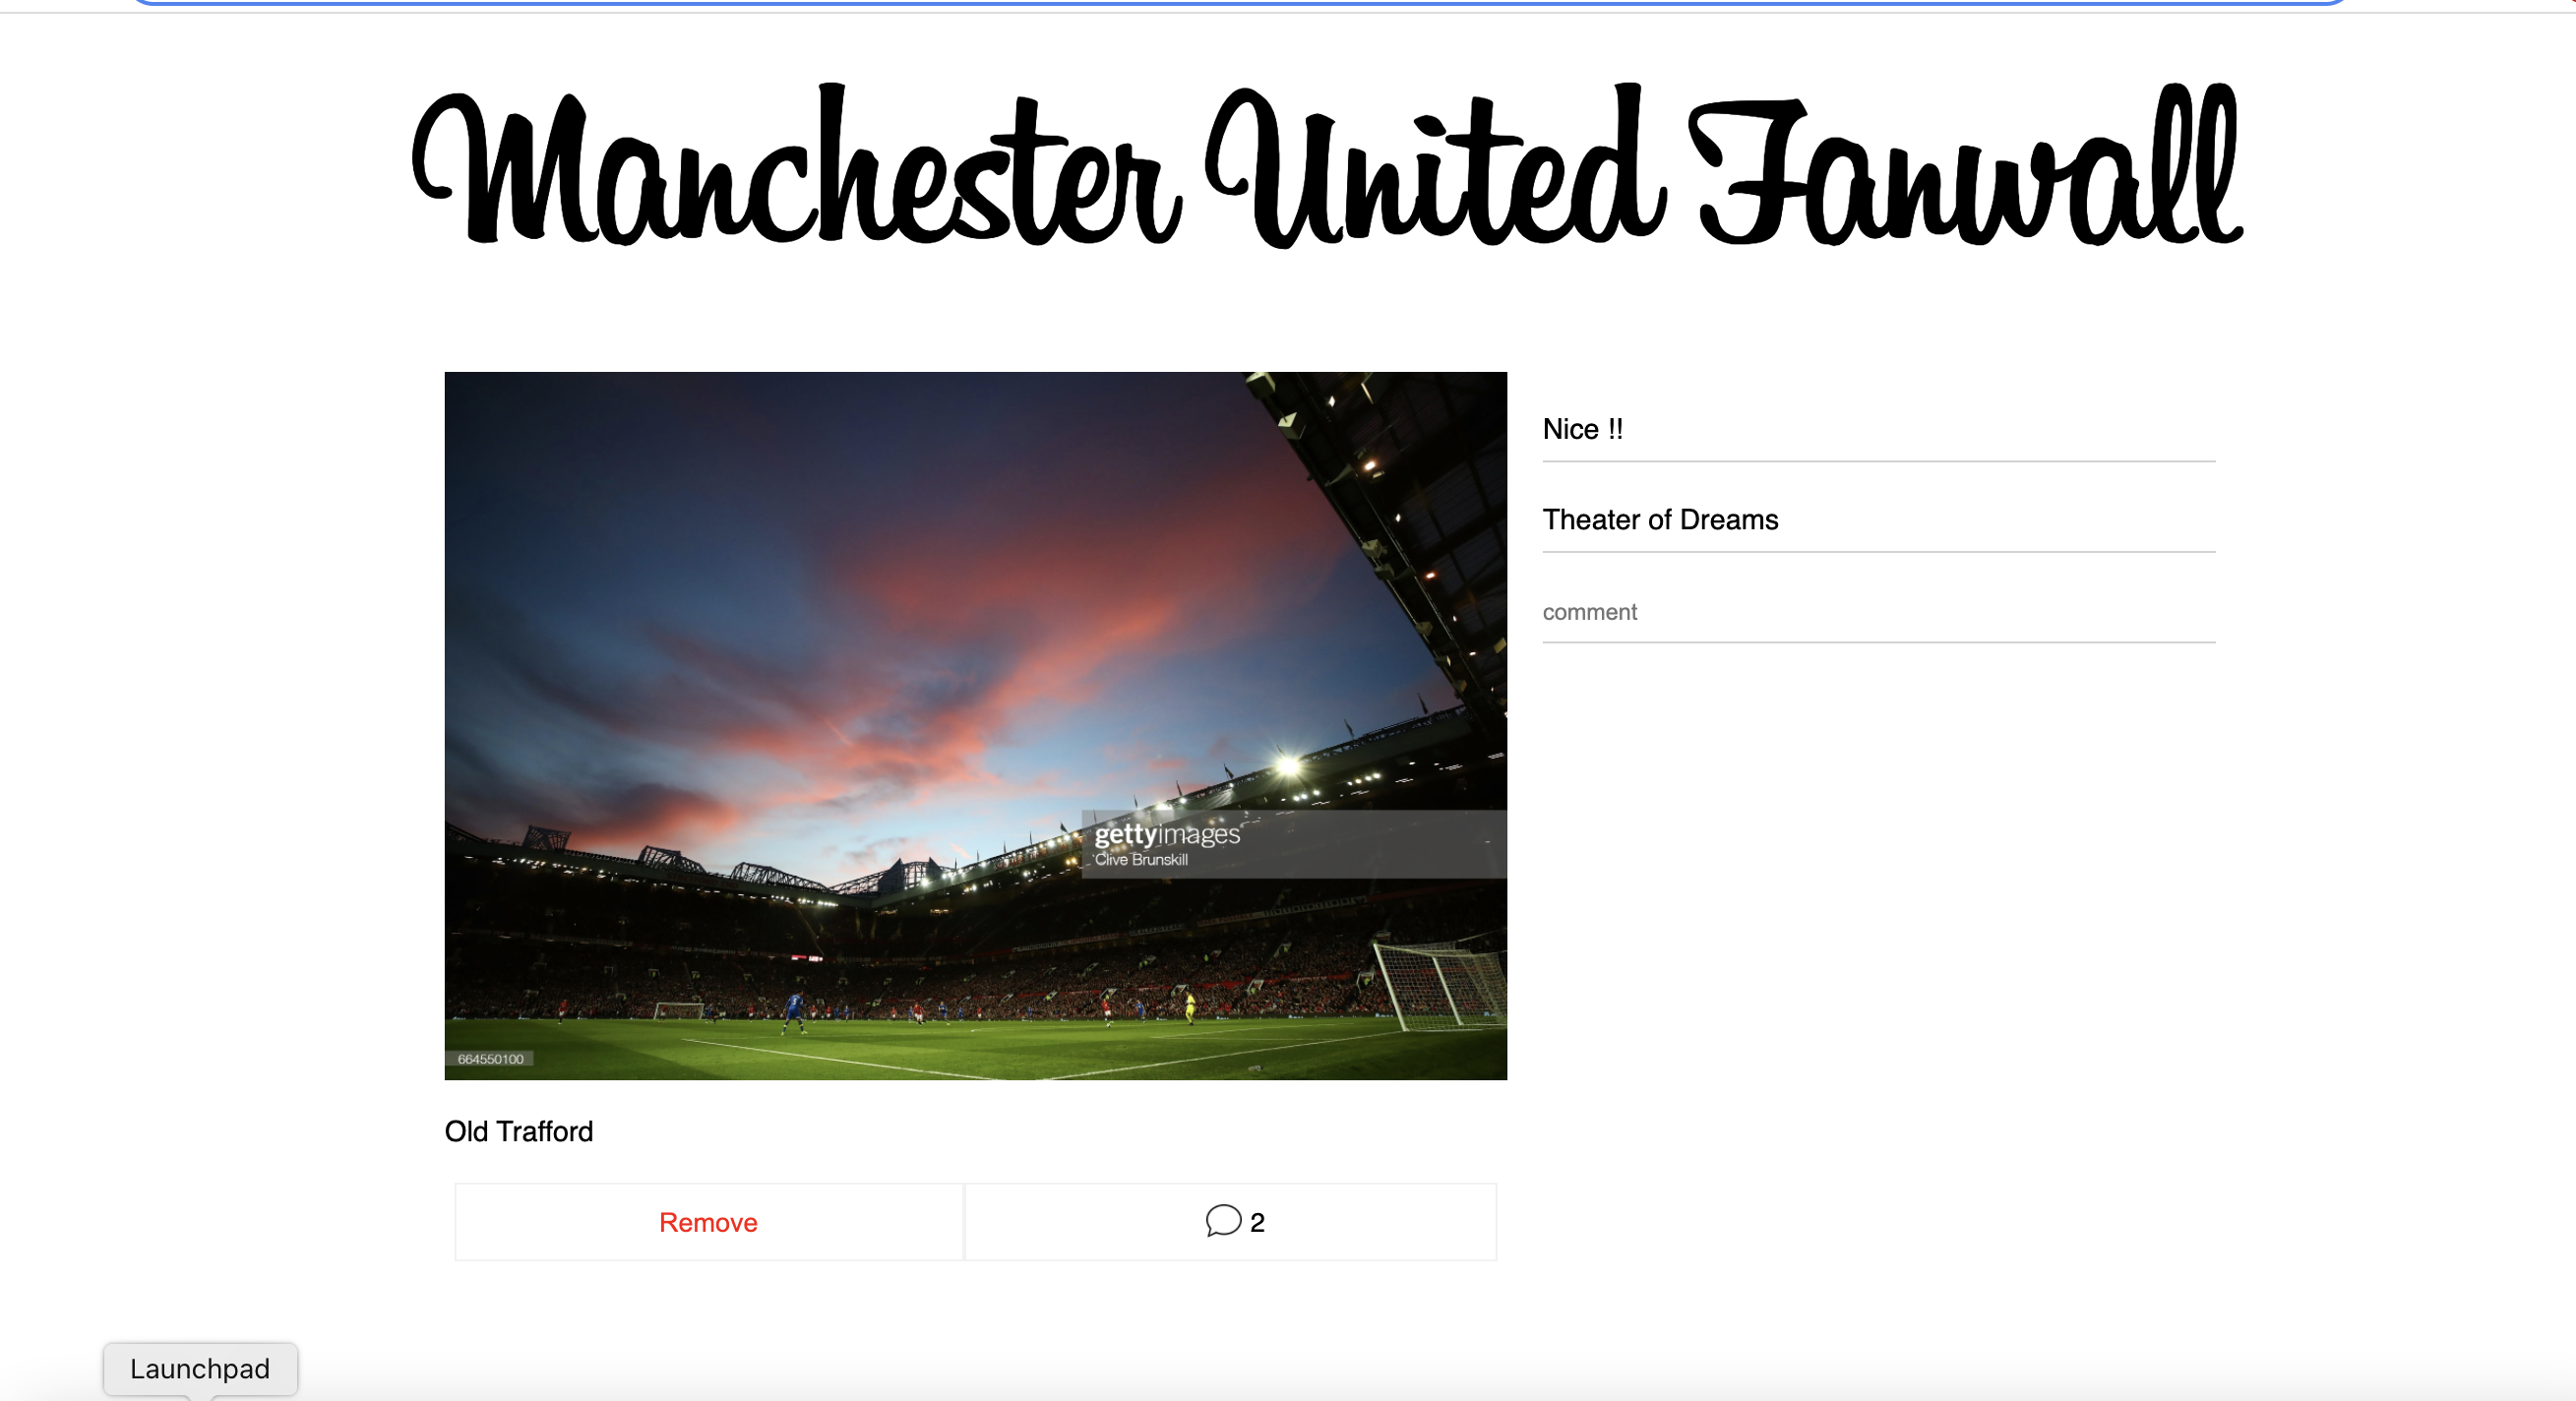 Manchester United Fanwall
Nice !!
Theater of Dreams
comment
gettyimages
Clive Brunskill
664550100
Old Trafford
Remove
2
Launchpad